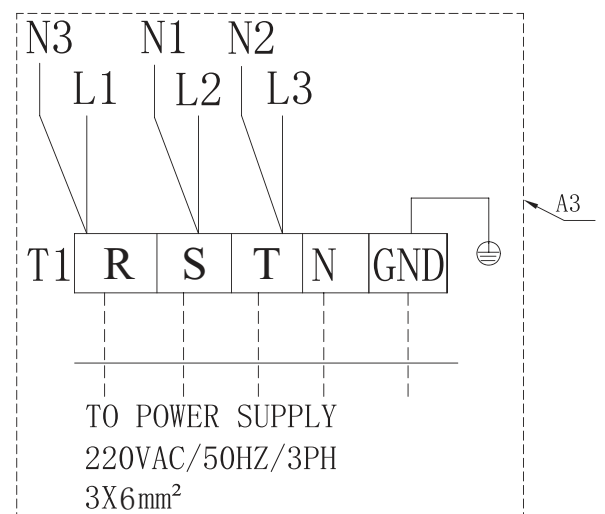 N3 N1 N2
L1 L2 L3
A3
T1 R S T N GND
TO POWER SUPPLY
220VAC/50HZ/3PH
3X6mm²